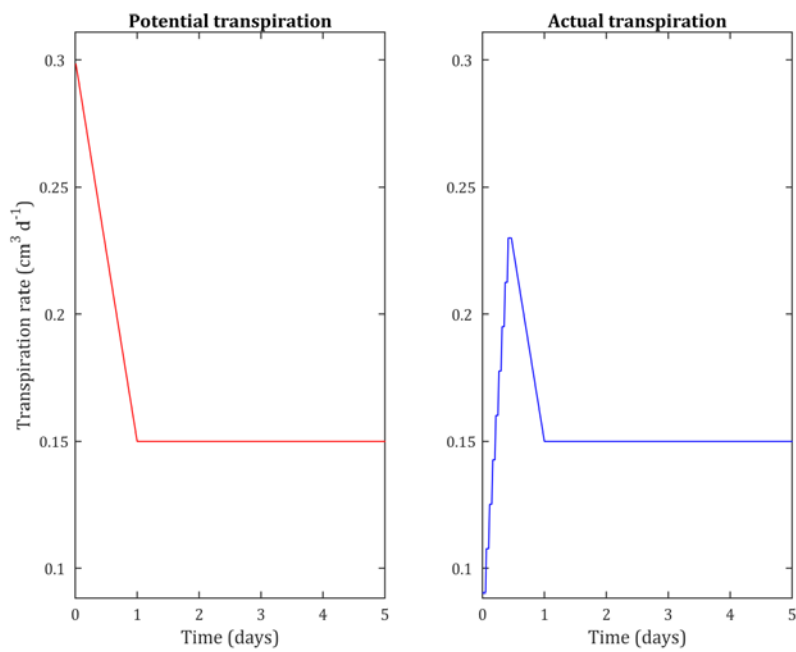 Potential transpiration
Transpiration rate (cm³ d⁻¹)
0.3
0.25
0.2
0.15
0.1
0 1 2 3 4 5
Time (days)
Actual transpiration
0.3
0.25
0.2
0.15
0.1
0 1 2 3 4 5
Time (days)